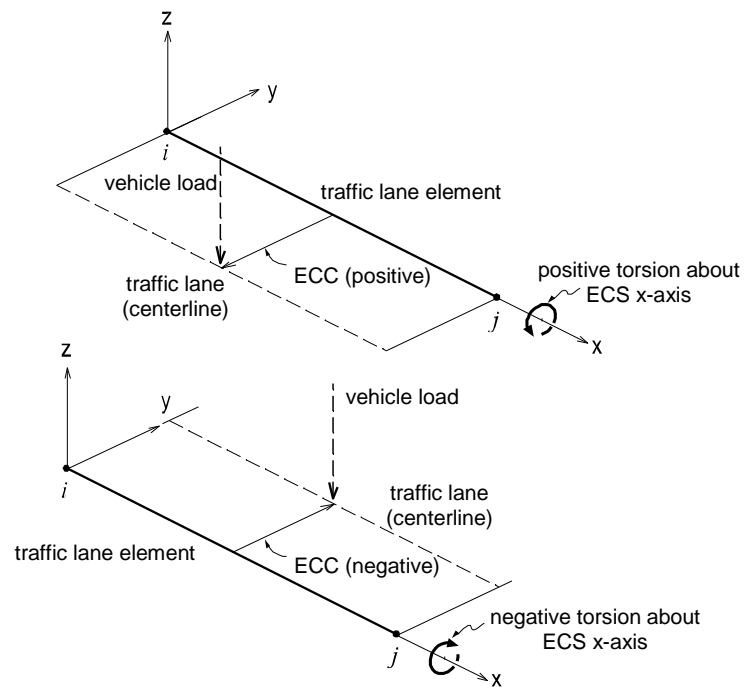 z
y
i
vehicle load
traffic lane element
ECC (positive)
traffic lane
(centerline)
positive torsion about
ECS x-axis
j
x
z
y
vehicle load
i
traffic lane
(centerline)
traffic lane element
ECC (negative)
negative torsion about
ECS x-axis
j
x